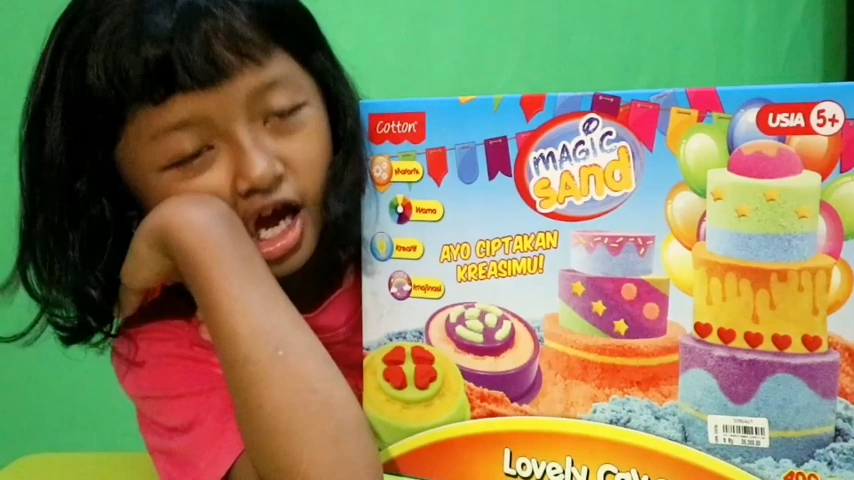 Cotton
USIA 5+
MAGIC
SAND
Motorik
Warna
Kreatif
Imajinasi
AYO CIPTAKAN
KREASIMU!
Lovely